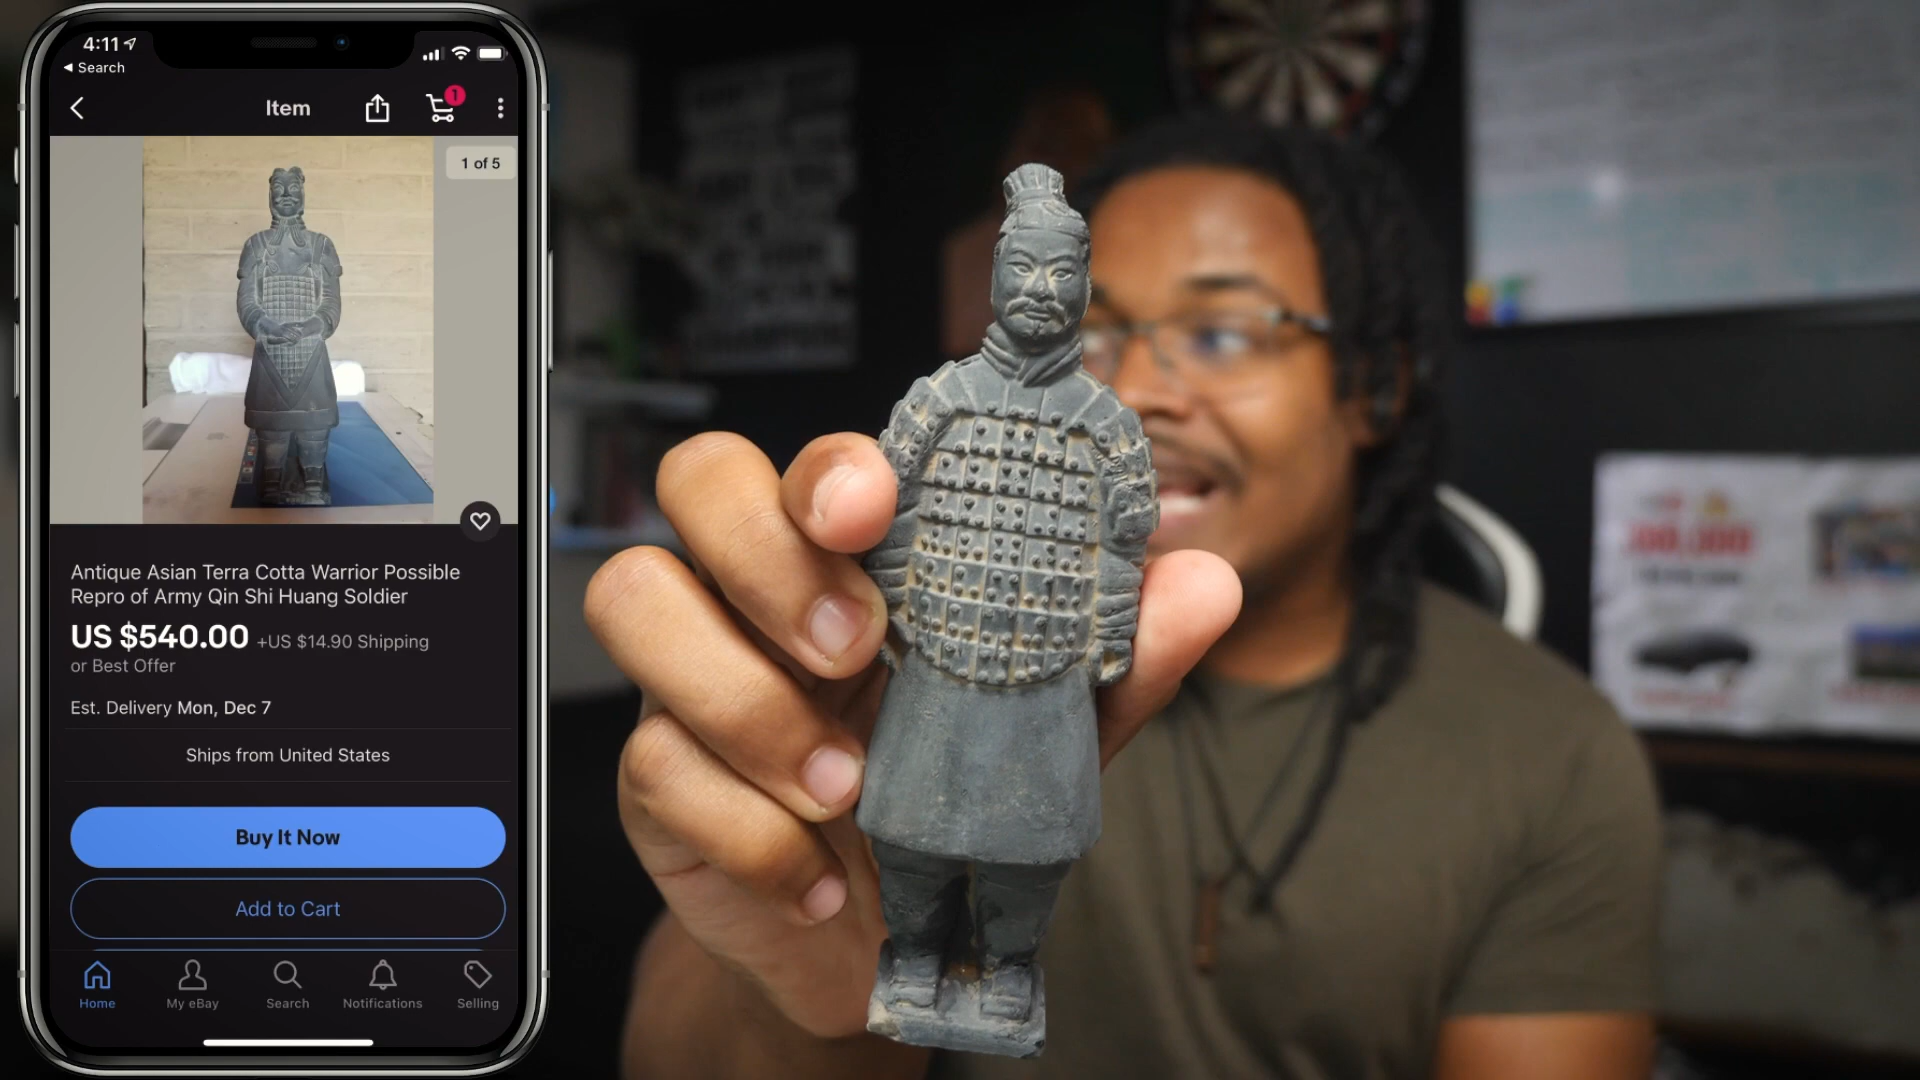 4:11
Search
Item
1
1 of 5
Antique Asian Terra Cotta Warrior Possible
Repro of Army Qin Shi Huang Soldier
US $540.00 +US $14.90 Shipping
or Best Offer
Est. Delivery Mon, Dec 7
Ships from United States
Buy It Now
Add to Cart
Home
My eBay
Search
Notifications
Selling